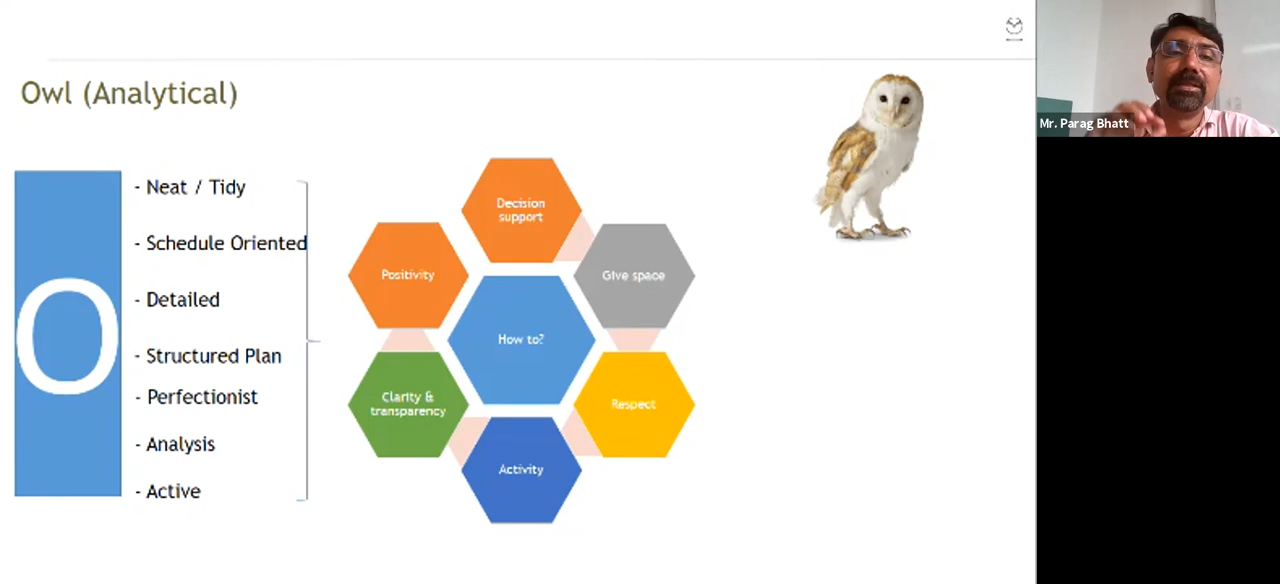 Owl (Analytical)
Mr. Parag Bhatt
O
- Neat / Tidy
- Schedule Oriented
- Detailed
- Structured Plan
- Perfectionist
- Analysis
- Active
Decision
support
Give space
Respect
Activity
Clarity &
transparency
Positivity
How to?